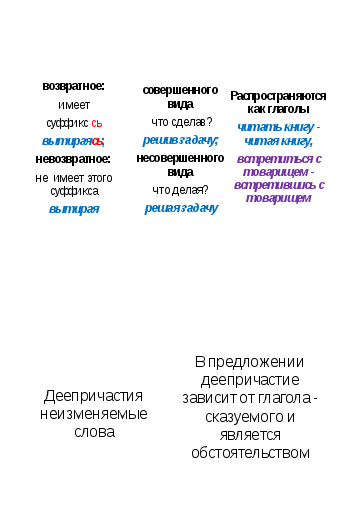 возвратное:
имеет
суффикс сь
вытираясь;
невозвратное:
не имеет этого
суффикса
вытирая
совершенного
вида
что сделав?
решив задачу;
несовершенного
вида
что делая?
решая задачу
Распространяются
как глаголы
читать книгу -
читая книгу,
встретиться с
товарищем -
встретившись с
товарищем
Деепричастия
неизменяемые
слова
В предложении
деепричастие
зависит от глагола -
сказуемого и
является
обстоятельством